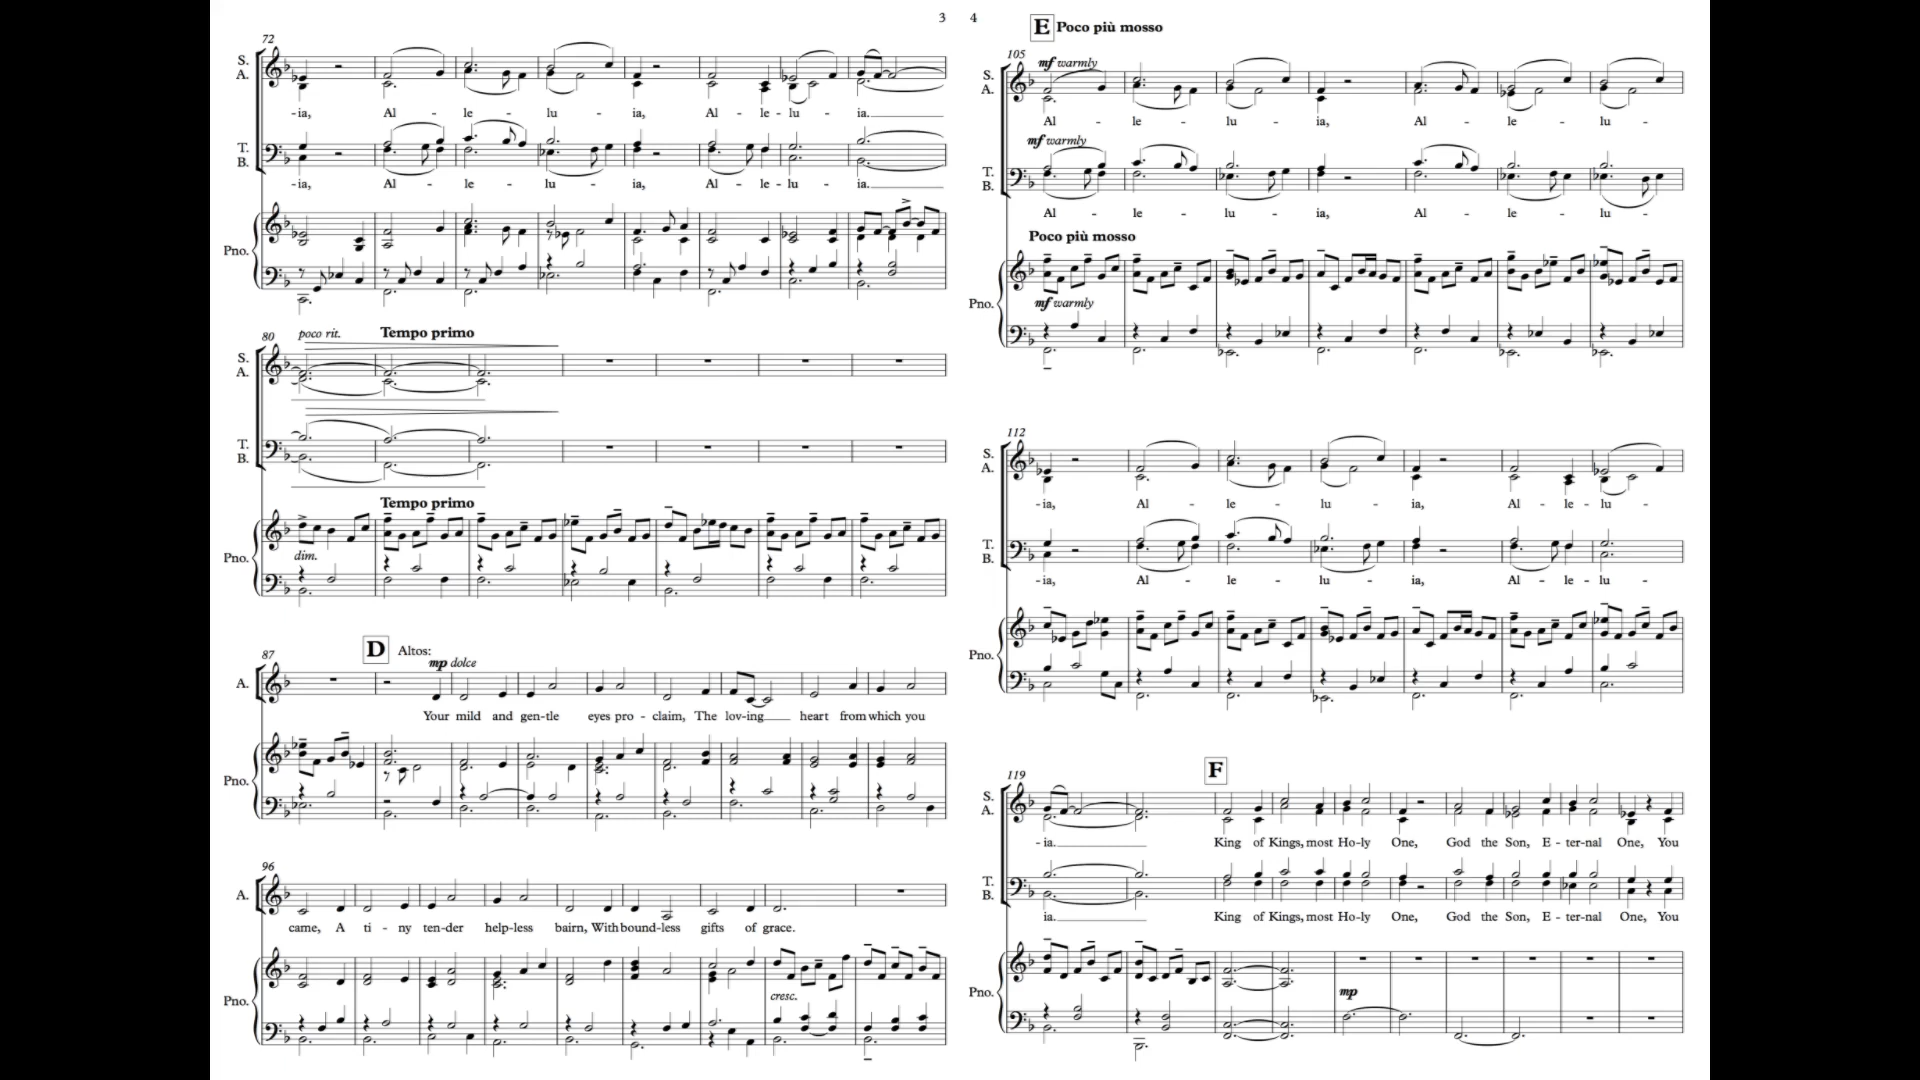 3
72
S.
A.
-ia, Al - le - lu - ia, Al - le - lu - ia.
T.
B.
-ia, Al - le - lu - ia, Al - le - lu - ia.
Pno.
80
poco rit. Tempo primo
S.
A.
T.
B.
Tempo primo
dim.
Pno.
87
D Altos:
mp dolce
A.
Your mild and gen-tle eyes pro - claim, The lov-ing heart from which you
Pno.
96
A.
came, A ti - ny ten-der help-less bairn, With bound-less gifts of grace.
cresc.
Pno.
4
E Poco più mosso
105
mf warmly
S.
A.
Al - le - lu - ia, Al - le - lu -
mf warmly
T.
B.
Al - le - lu - ia, Al - le - lu -
Poco più mosso
mf warmly
Pno.
112
S.
A.
-ia, Al - le - lu - ia, Al - le - lu -
T.
B.
-ia, Al - le - lu - ia, Al - le - lu -
Pno.
119
F
S.
A.
- ia. King of Kings, most Ho-ly One, God the Son, E - ter-nal One, You
T.
B.
ia. King of Kings, most Ho-ly One, God the Son, E - ter-nal One, You
mp
Pno.